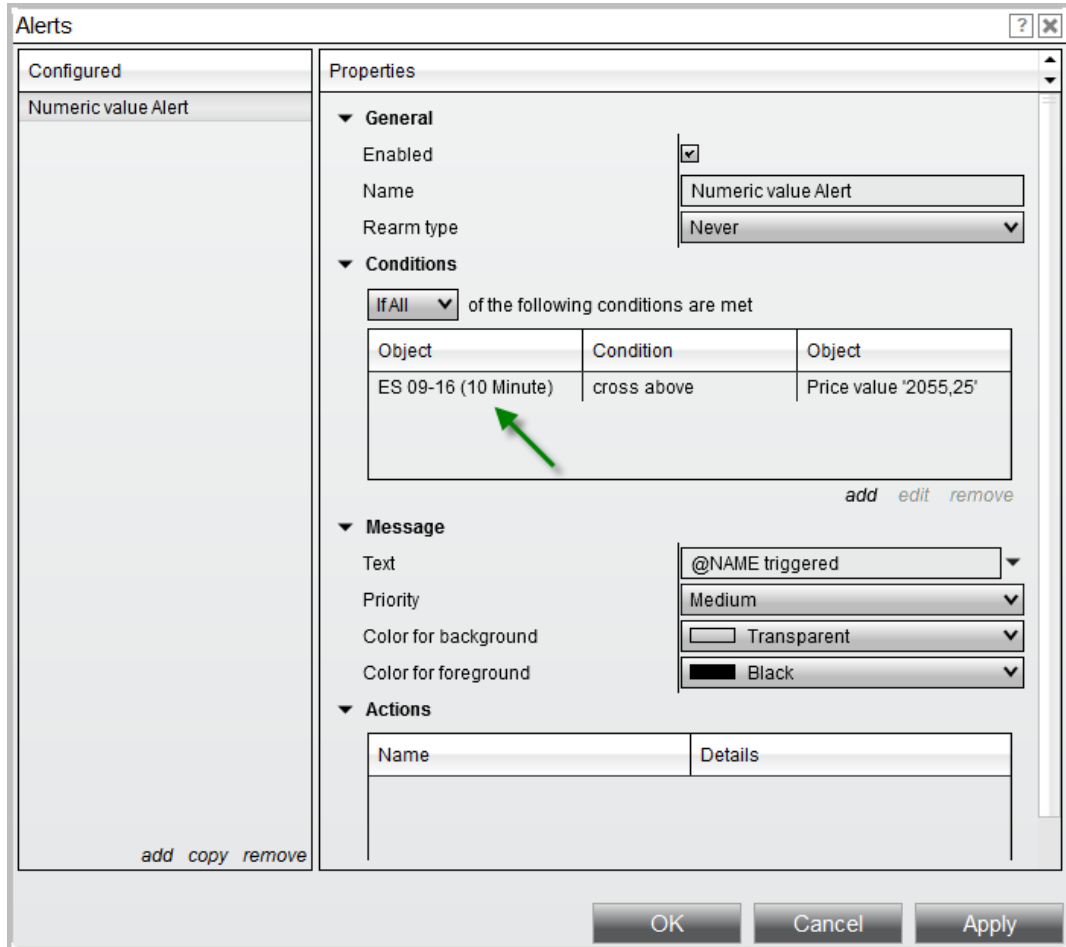 Alerts
?
Configured
Properties
Numeric value Alert
General
Enabled
Name Numeric value Alert
Rearm type Never
Conditions
If All of the following conditions are met
Object Condition Object
ES 09-16 (10 Minute) cross above Price value '2055,25'
add edit remove
Message
Text @NAME triggered
Priority Medium
Color for background Transparent
Color for foreground Black
Actions
Name Details
add copy remove
OK Cancel Apply